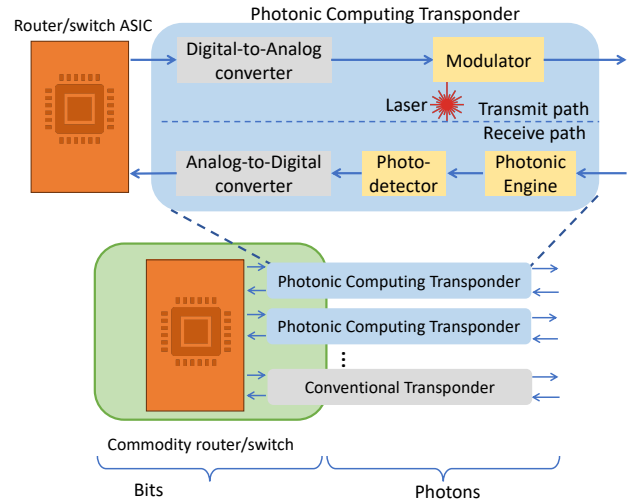 Photonic Computing Transponder
Router/switch ASIC
Digital-to-Analog
converter
Modulator
Laser
Transmit path
Receive path
Analog-to-Digital
converter
Photo-
detector
Photonic
Engine
Photonic Computing Transponder
Photonic Computing Transponder
...
Conventional Transponder
Commodity router/switch
Bits
Photons